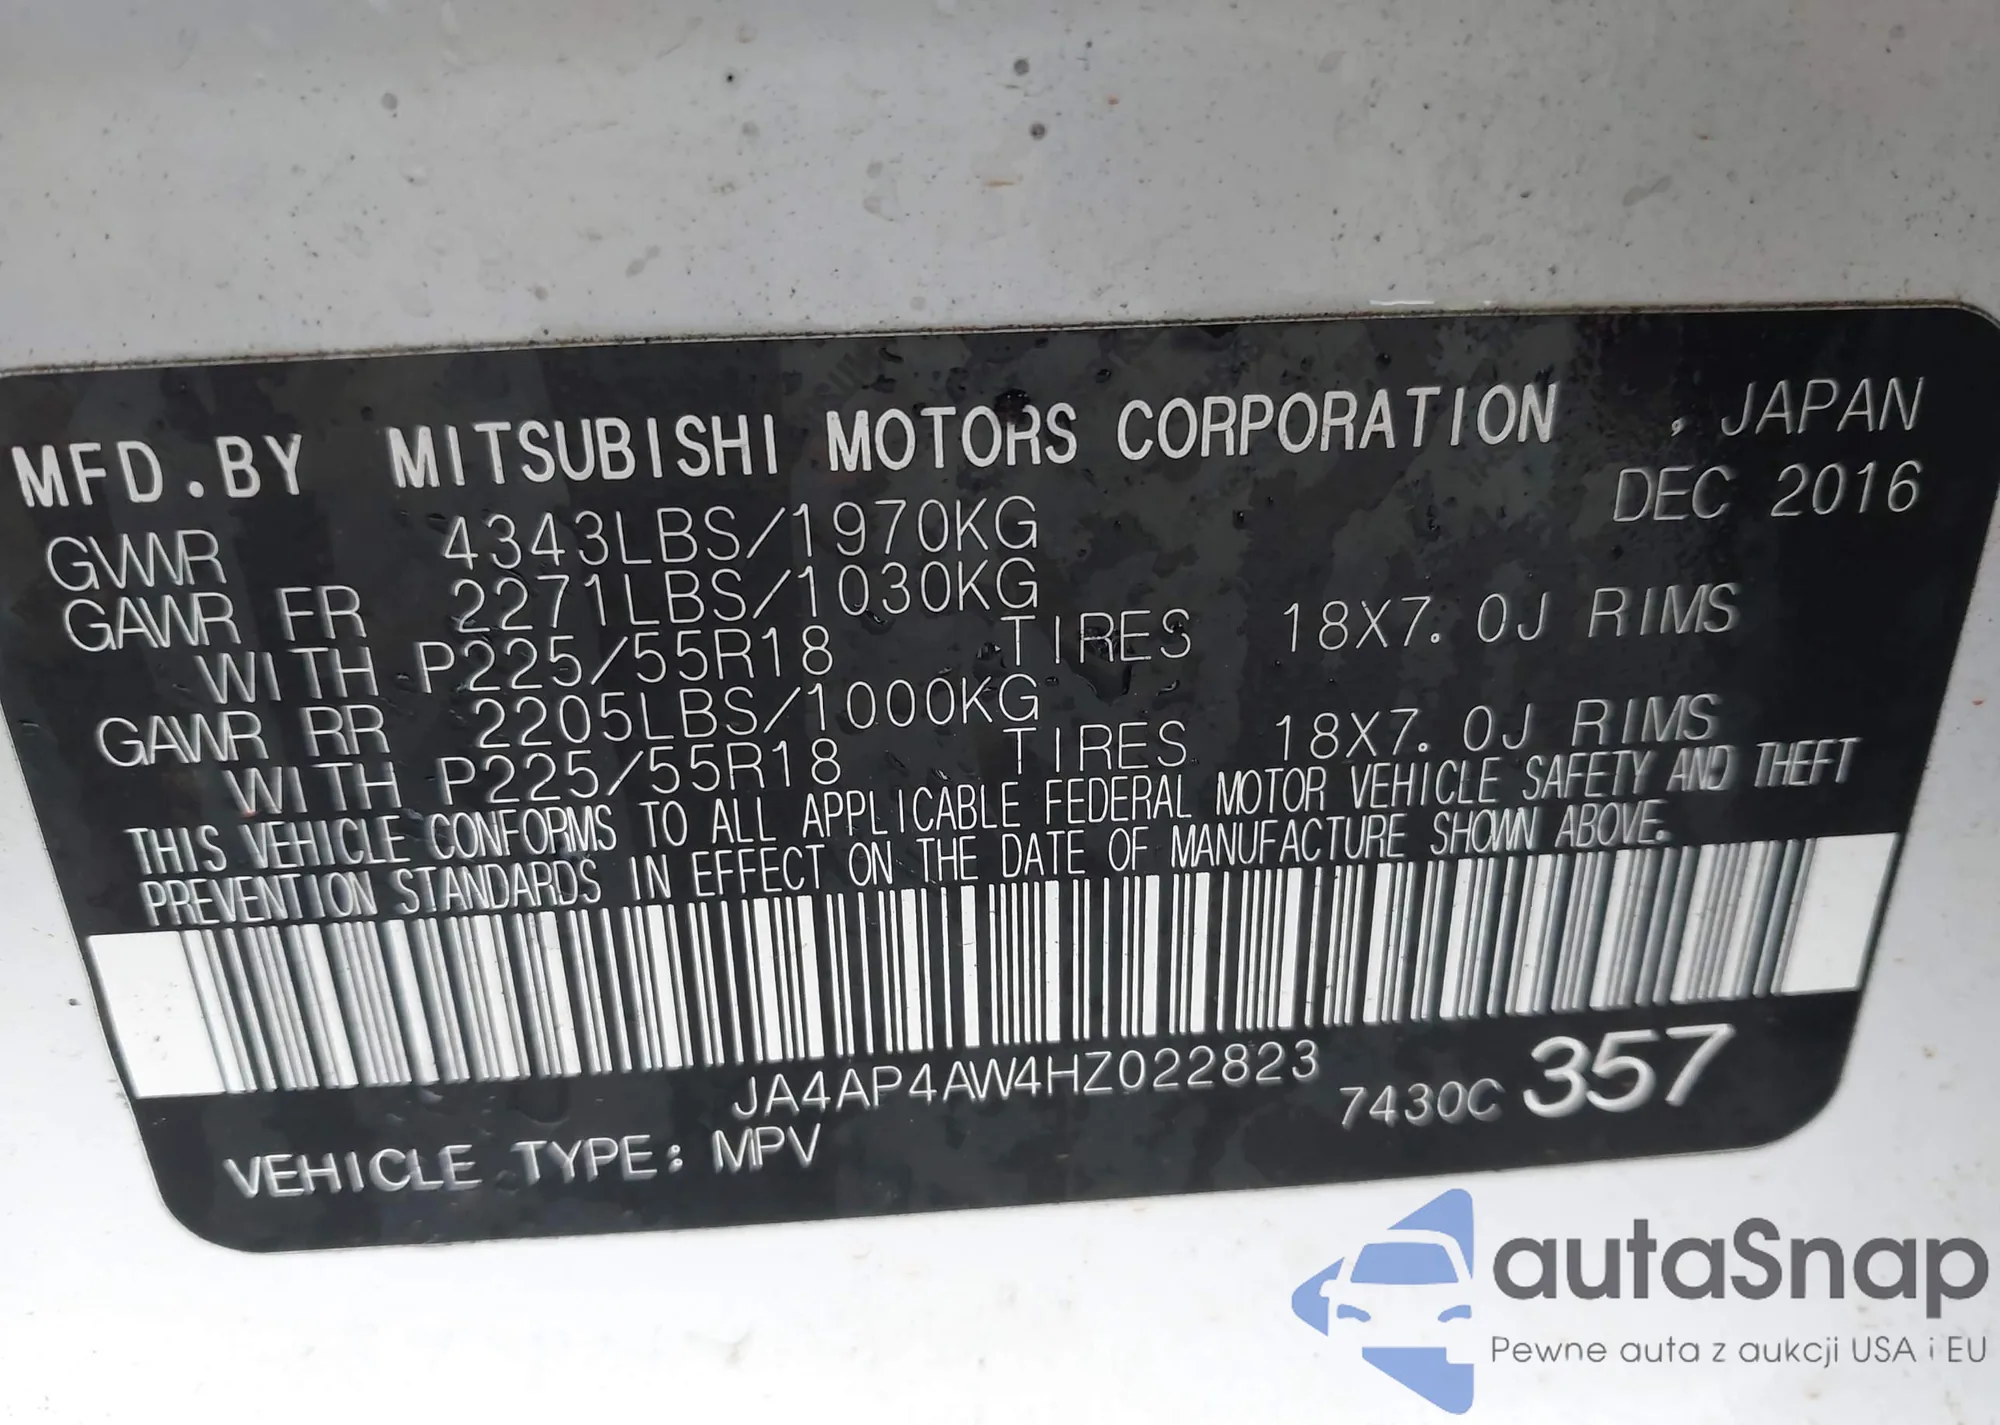 MFD.BY MITSUBISHI MOTORS CORPORATION , JAPAN
GVWR 4343LBS/1970KG DEC 2016
GAWR FR 2271LBS/1030KG
WITH P225/55R18 TIRES 18X7.0J RIMS
GAWR RR 2205LBS/1000KG
WITH P225/55R18 TIRES 18X7.0J RIMS
THIS VEHICLE CONFORMS TO ALL APPLICABLE FEDERAL MOTOR VEHICLE SAFETY AND THEFT
PREVENTION STANDARDS IN EFFECT ON THE DATE OF MANUFACTURE SHOWN ABOVE.
JA4AP4AW4HZ022823 7430C 357
VEHICLE TYPE: MPV
autaSnap
Pewne auta z aukcji USA i EU